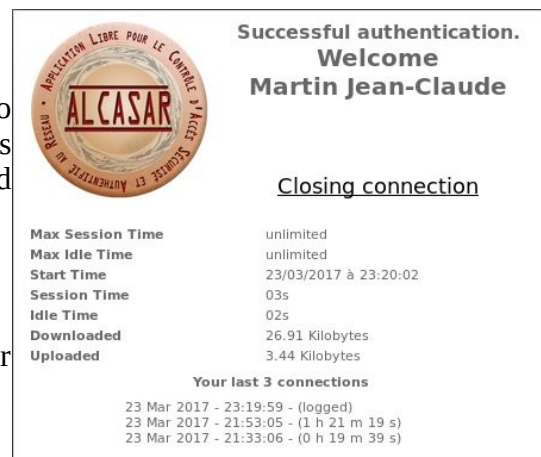 Successful authentication.
Welcome
Martin Jean-Claude
APPLICATION LIBRE POUR LE CONTRÔLE D'ACCÈS SÉCURISÉ ET AUTHENTIFIÉ AU RÉSEAU •
ALCASAR
o
s
d
Closing connection
Max Session Time unlimited
Max Idle Time unlimited
Start Time 23/03/2017 à 23:20:02
Session Time 03s
Idle Time 02s
Downloaded 26.91 Kilobytes
r
Uploaded 3.44 Kilobytes
Your last 3 connections
23 Mar 2017 - 23:19:59 - (logged)
23 Mar 2017 - 21:53:05 - (1 h 21 m 19 s)
23 Mar 2017 - 21:33:06 - (0 h 19 m 39 s)